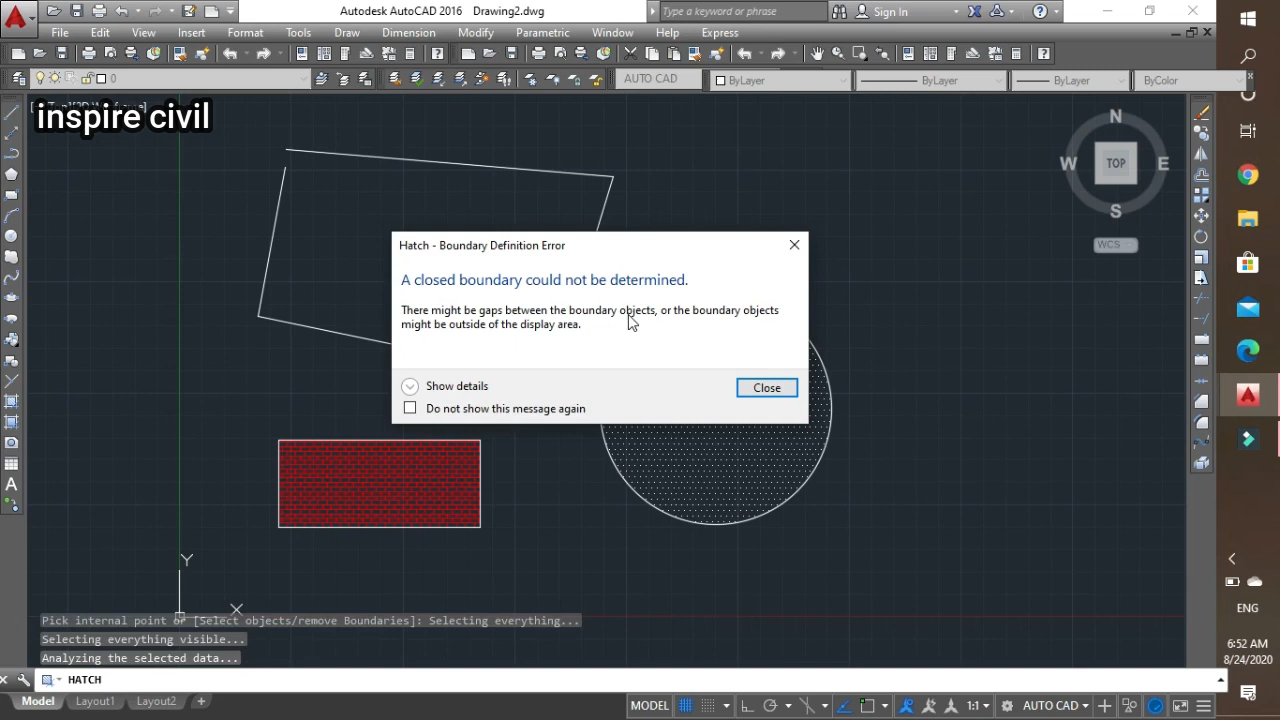 Autodesk AutoCAD 2016 Drawing2.dwg
Type a keyword or phrase
Sign In
File Edit View Insert Format Tools Draw Dimension Modify Parametric Window Help Express
0
AUTO CAD
ByLayer
ByLayer
ByLayer
ByColor
inspire civil
N
W TOP E
S
WCS
Hatch - Boundary Definition Error
A closed boundary could not be determined.
There might be gaps between the boundary objects, or the boundary objects
might be outside of the display area.
Show details
Close
Do not show this message again
Y
X
Pick internal point or [Select objects/remove Boundaries]: Selecting everything...
Selecting everything visible...
Analyzing the selected data...
HATCH
Model Layout1 Layout2
MODEL
1:1
AUTO CAD
ENG
6:52 AM
8/24/2020